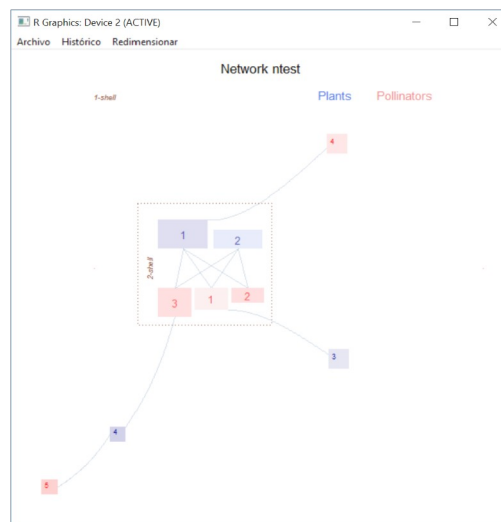 R Graphics: Device 2 (ACTIVE)
Archivo Histórico Redimensionar
Network ntest
1-shell Plants Pollinators
4
1 2
2-shell
3 1 2
3
4
5